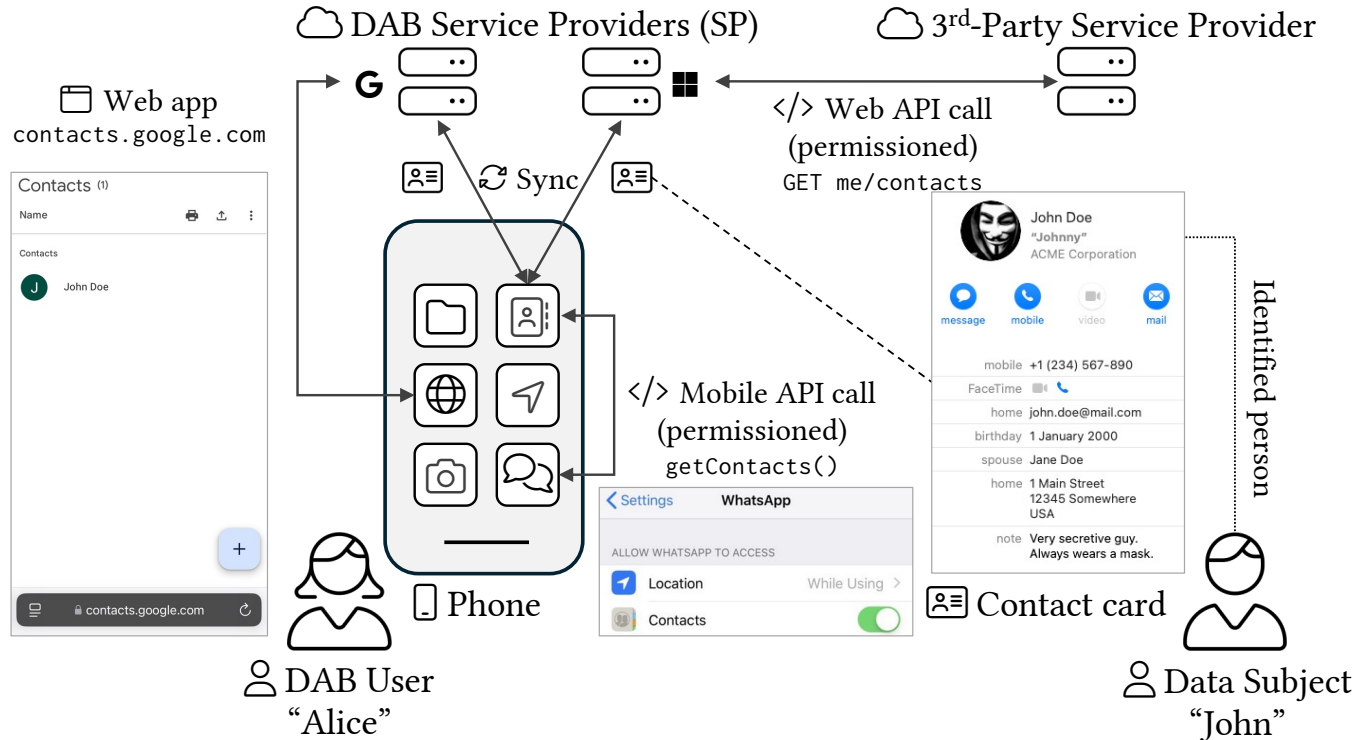 DAB Service Providers (SP)
3rd-Party Service Provider
G
Web app
contacts.google.com
</> Web API call
(permissioned)
GET me/contacts
Sync
Contacts (1)
Name
Contacts
J John Doe
+
contacts.google.com
</> Mobile API call
(permissioned)
getContacts()
Settings WhatsApp
ALLOW WHATSAPP TO ACCESS
Location While Using
Contacts
John Doe
"Johnny"
ACME Corporation
message mobile video mail
mobile +1 (234) 567-890
FaceTime
home john.doe@mail.com
birthday 1 January 2000
spouse Jane Doe
home 1 Main Street
12345 Somewhere
USA
note Very secretive guy.
Always wears a mask.
Identified person
Phone
Contact card
DAB User
“Alice”
Data Subject
“John”